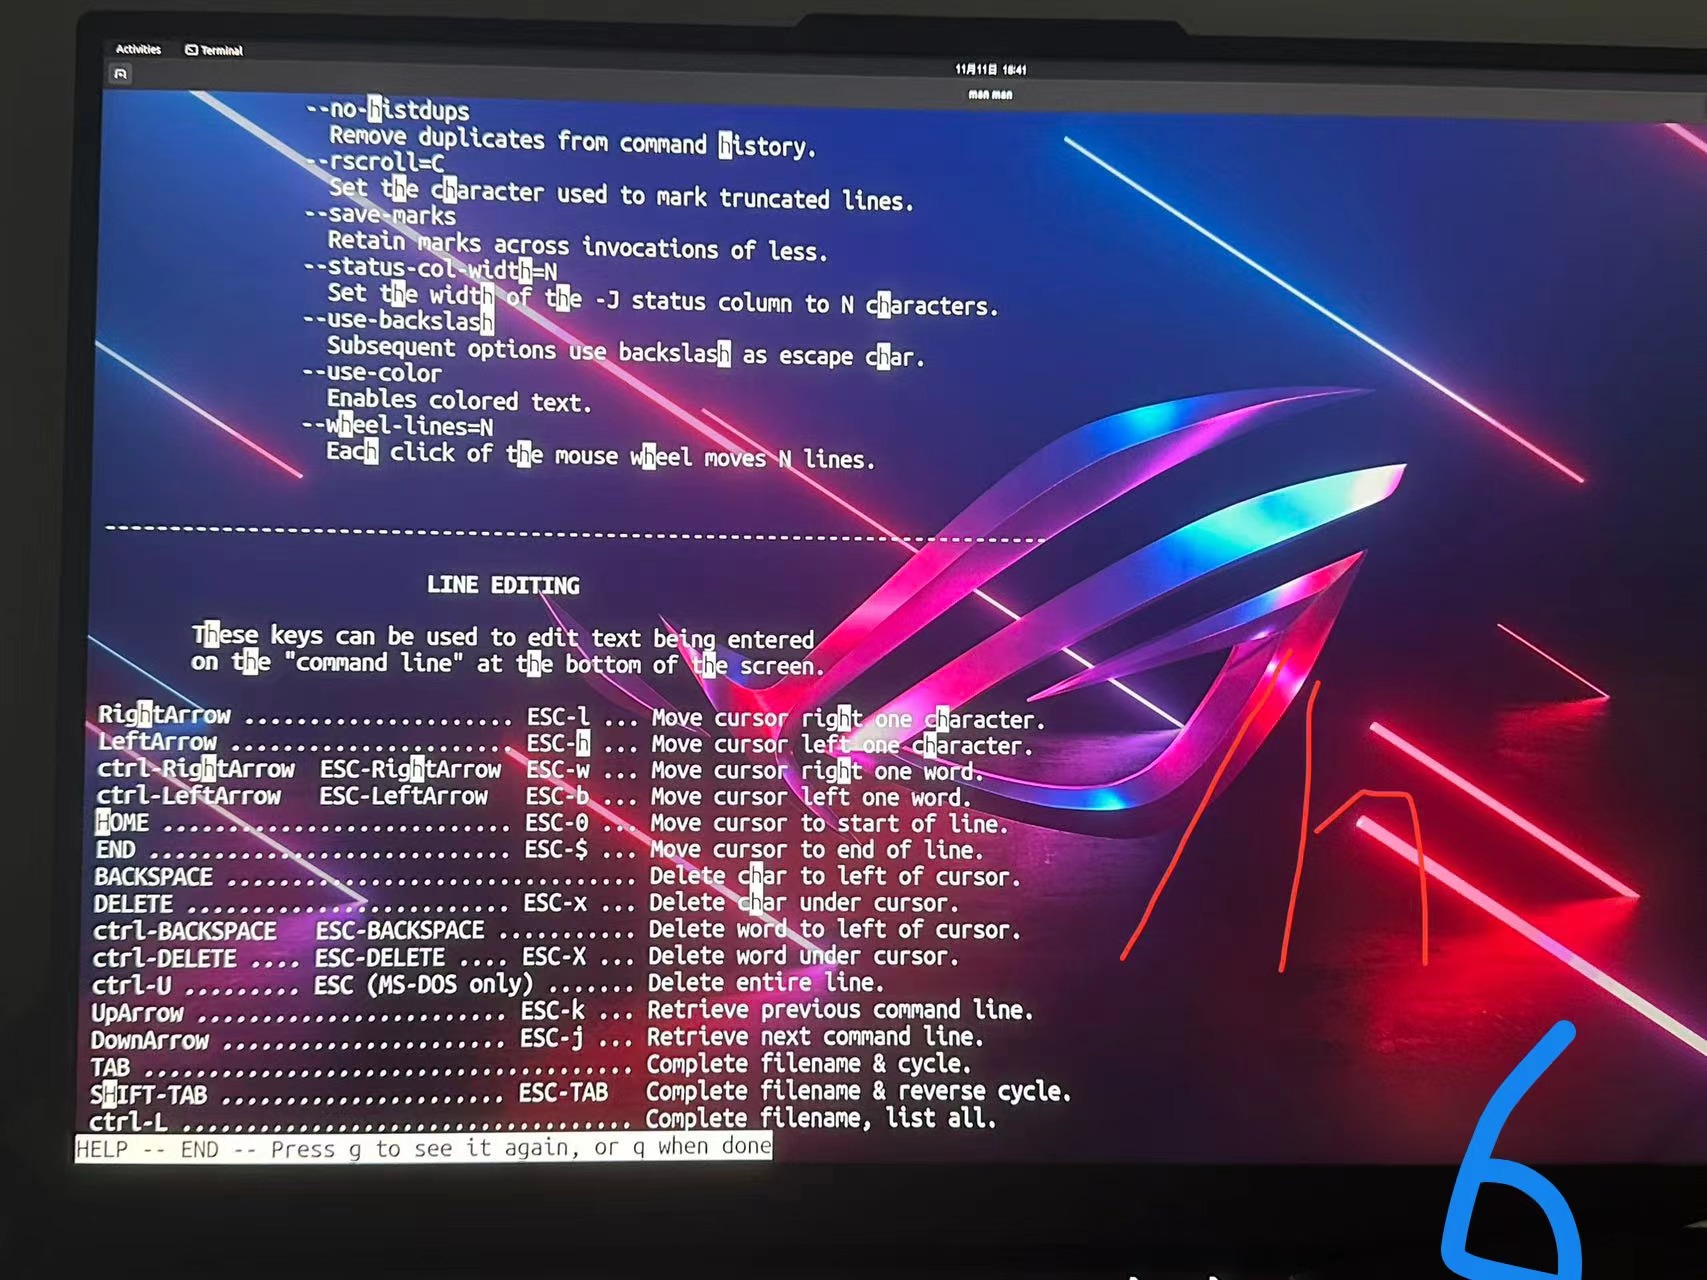 Activities Terminal
11月11日 18:41
man man
--no-histdups
Remove duplicates from command history.
--rscroll=C
Set the character used to mark truncated lines.
--save-marks
Retain marks across invocations of less.
--status-col-width=N
Set the width of the -J status column to N characters.
--use-backslash
Subsequent options use backslash as escape char.
--use-color
Enables colored text.
--wheel-lines=N
Each click of the mouse wheel moves N lines.
---------------------------------------------------------------------------
LINE EDITING
These keys can be used to edit text being entered
on the "command line" at the bottom of the screen.
RightArrow ..................... ESC-l ... Move cursor right one character.
LeftArrow ...................... ESC-h ... Move cursor left one character.
ctrl-RightArrow ESC-RightArrow ESC-w ... Move cursor right one word.
ctrl-LeftArrow ESC-LeftArrow ESC-b ... Move cursor left one word.
HOME ........................... ESC-0 ... Move cursor to start of line.
END ............................ ESC-$ ... Move cursor to end of line.
BACKSPACE ................................ Delete char to left of cursor.
DELETE ......................... ESC-x ... Delete char under cursor.
ctrl-BACKSPACE ESC-BACKSPACE ........... Delete word to left of cursor.
ctrl-DELETE .... ESC-DELETE .... ESC-X ... Delete word under cursor.
ctrl-U ......... ESC (MS-DOS only) ....... Delete entire line.
UpArrow ........................ ESC-k ... Retrieve previous command line.
DownArrow ...................... ESC-j ... Retrieve next command line.
TAB ...................................... Complete filename & cycle.
SHIFT-TAB ...................... ESC-TAB Complete filename & reverse cycle.
ctrl-L ................................... Complete filename, list all.
HELP -- END -- Press g to see it again, or q when done
/h
6